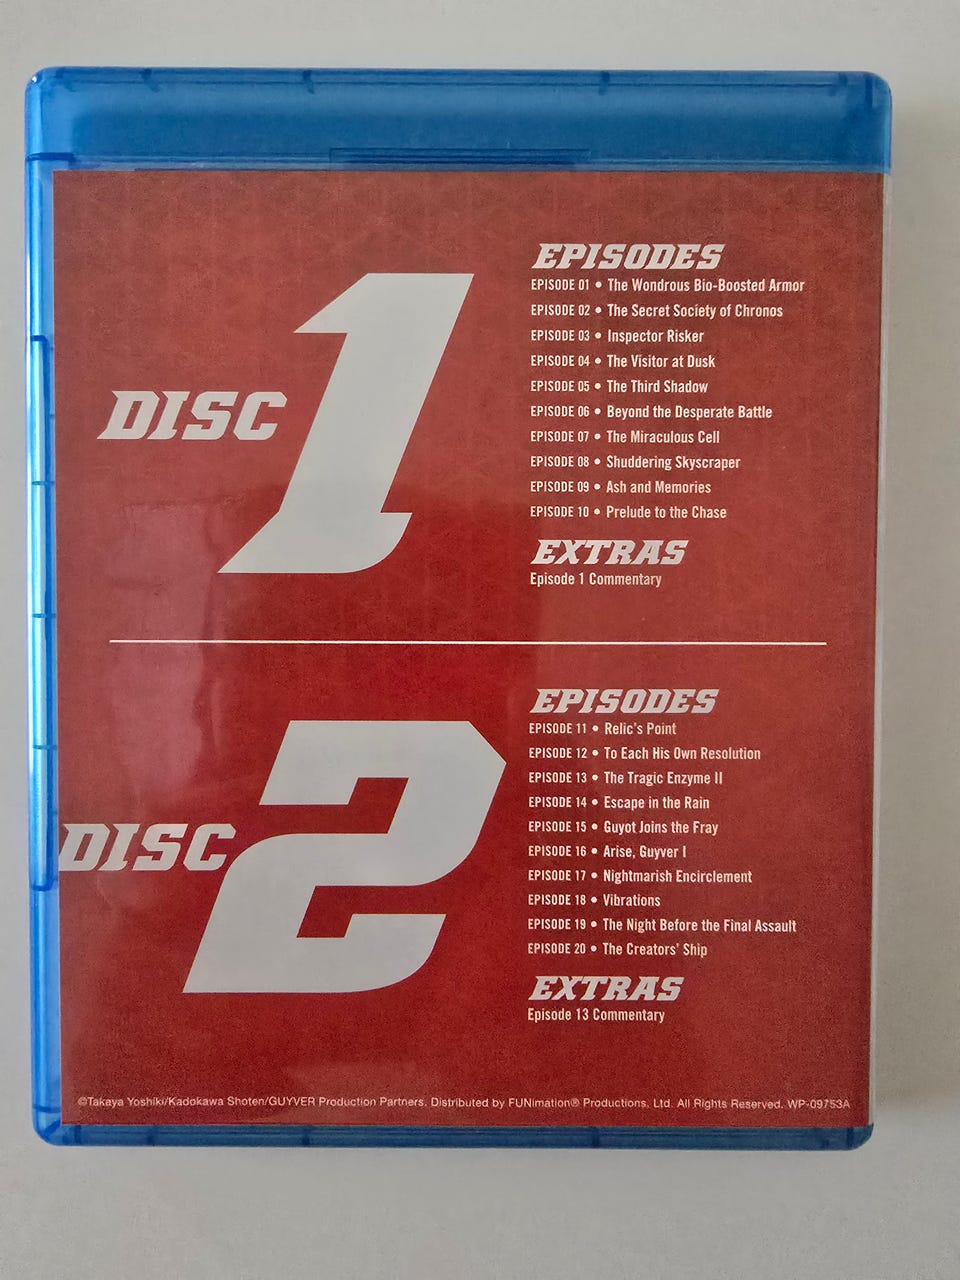 DISC 1
EPISODES
EPISODE 01 • The Wondrous Bio-Boosted Armor
EPISODE 02 • The Secret Society of Chronos
EPISODE 03 • Inspector Risker
EPISODE 04 • The Visitor at Dusk
EPISODE 05 • The Third Shadow
EPISODE 06 • Beyond the Desperate Battle
EPISODE 07 • The Miraculous Cell
EPISODE 08 • Shuddering Skyscraper
EPISODE 09 • Ash and Memories
EPISODE 10 • Prelude to the Chase
EXTRAS
Episode 1 Commentary
DISC 2
EPISODES
EPISODE 11 • Relic's Point
EPISODE 12 • To Each His Own Resolution
EPISODE 13 • The Tragic Enzyme II
EPISODE 14 • Escape in the Rain
EPISODE 15 • Guyot Joins the Fray
EPISODE 16 • Arise, Guyver I
EPISODE 17 • Nightmarish Encirclement
EPISODE 18 • Vibrations
EPISODE 19 • The Night Before the Final Assault
EPISODE 20 • The Creators' Ship
EXTRAS
Episode 13 Commentary
©Takaya Yoshiki/Kadokawa Shoten/GUYVER Production Partners. Distributed by FUNimation® Productions, Ltd. All Rights Reserved. WP-09753A